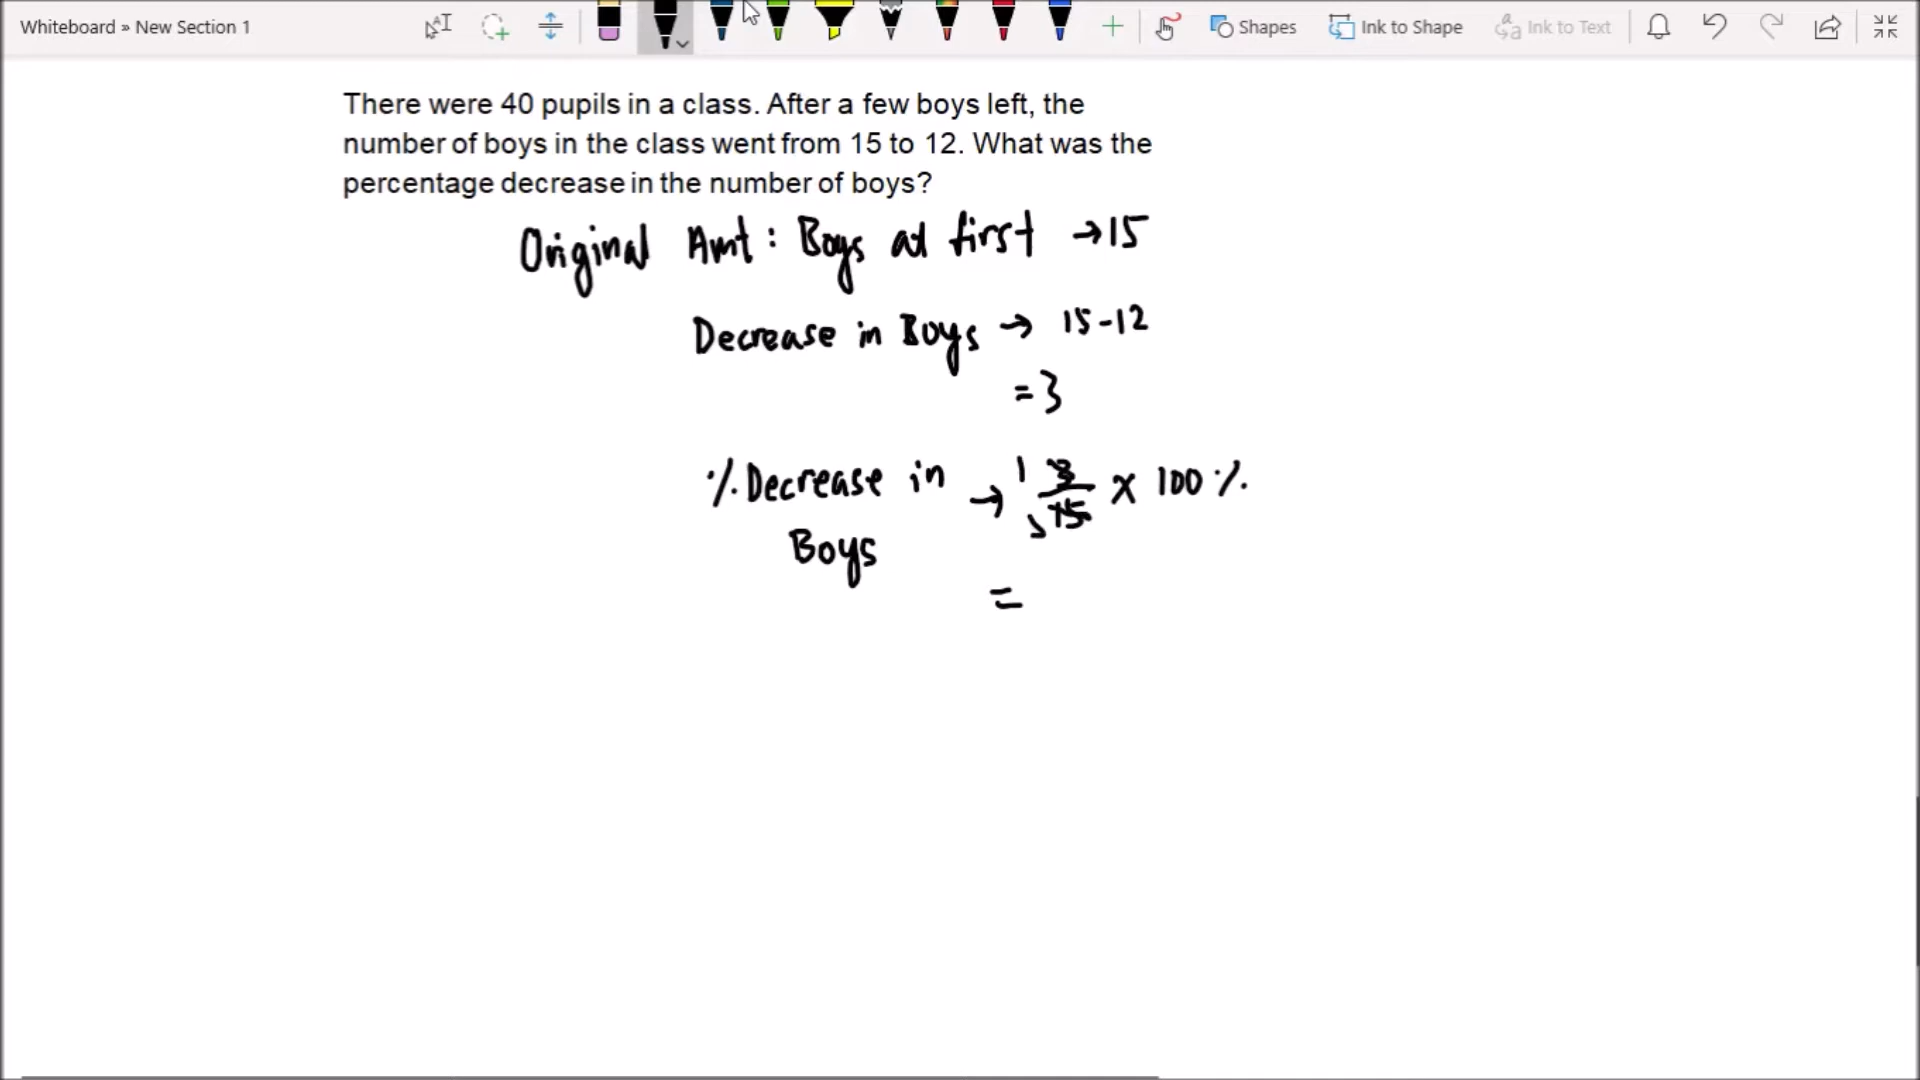 Whiteboard » New Section 1
Shapes
Ink to Shape
Ink to Text
There were 40 pupils in a class. After a few boys left, the
number of boys in the class went from 15 to 12. What was the
percentage decrease in the number of boys?
Original Amt : Boys at first → 15
Decrease in Boys → 15-12
= 3
% Decrease in Boys → 1 3/15 5 × 100 %
=